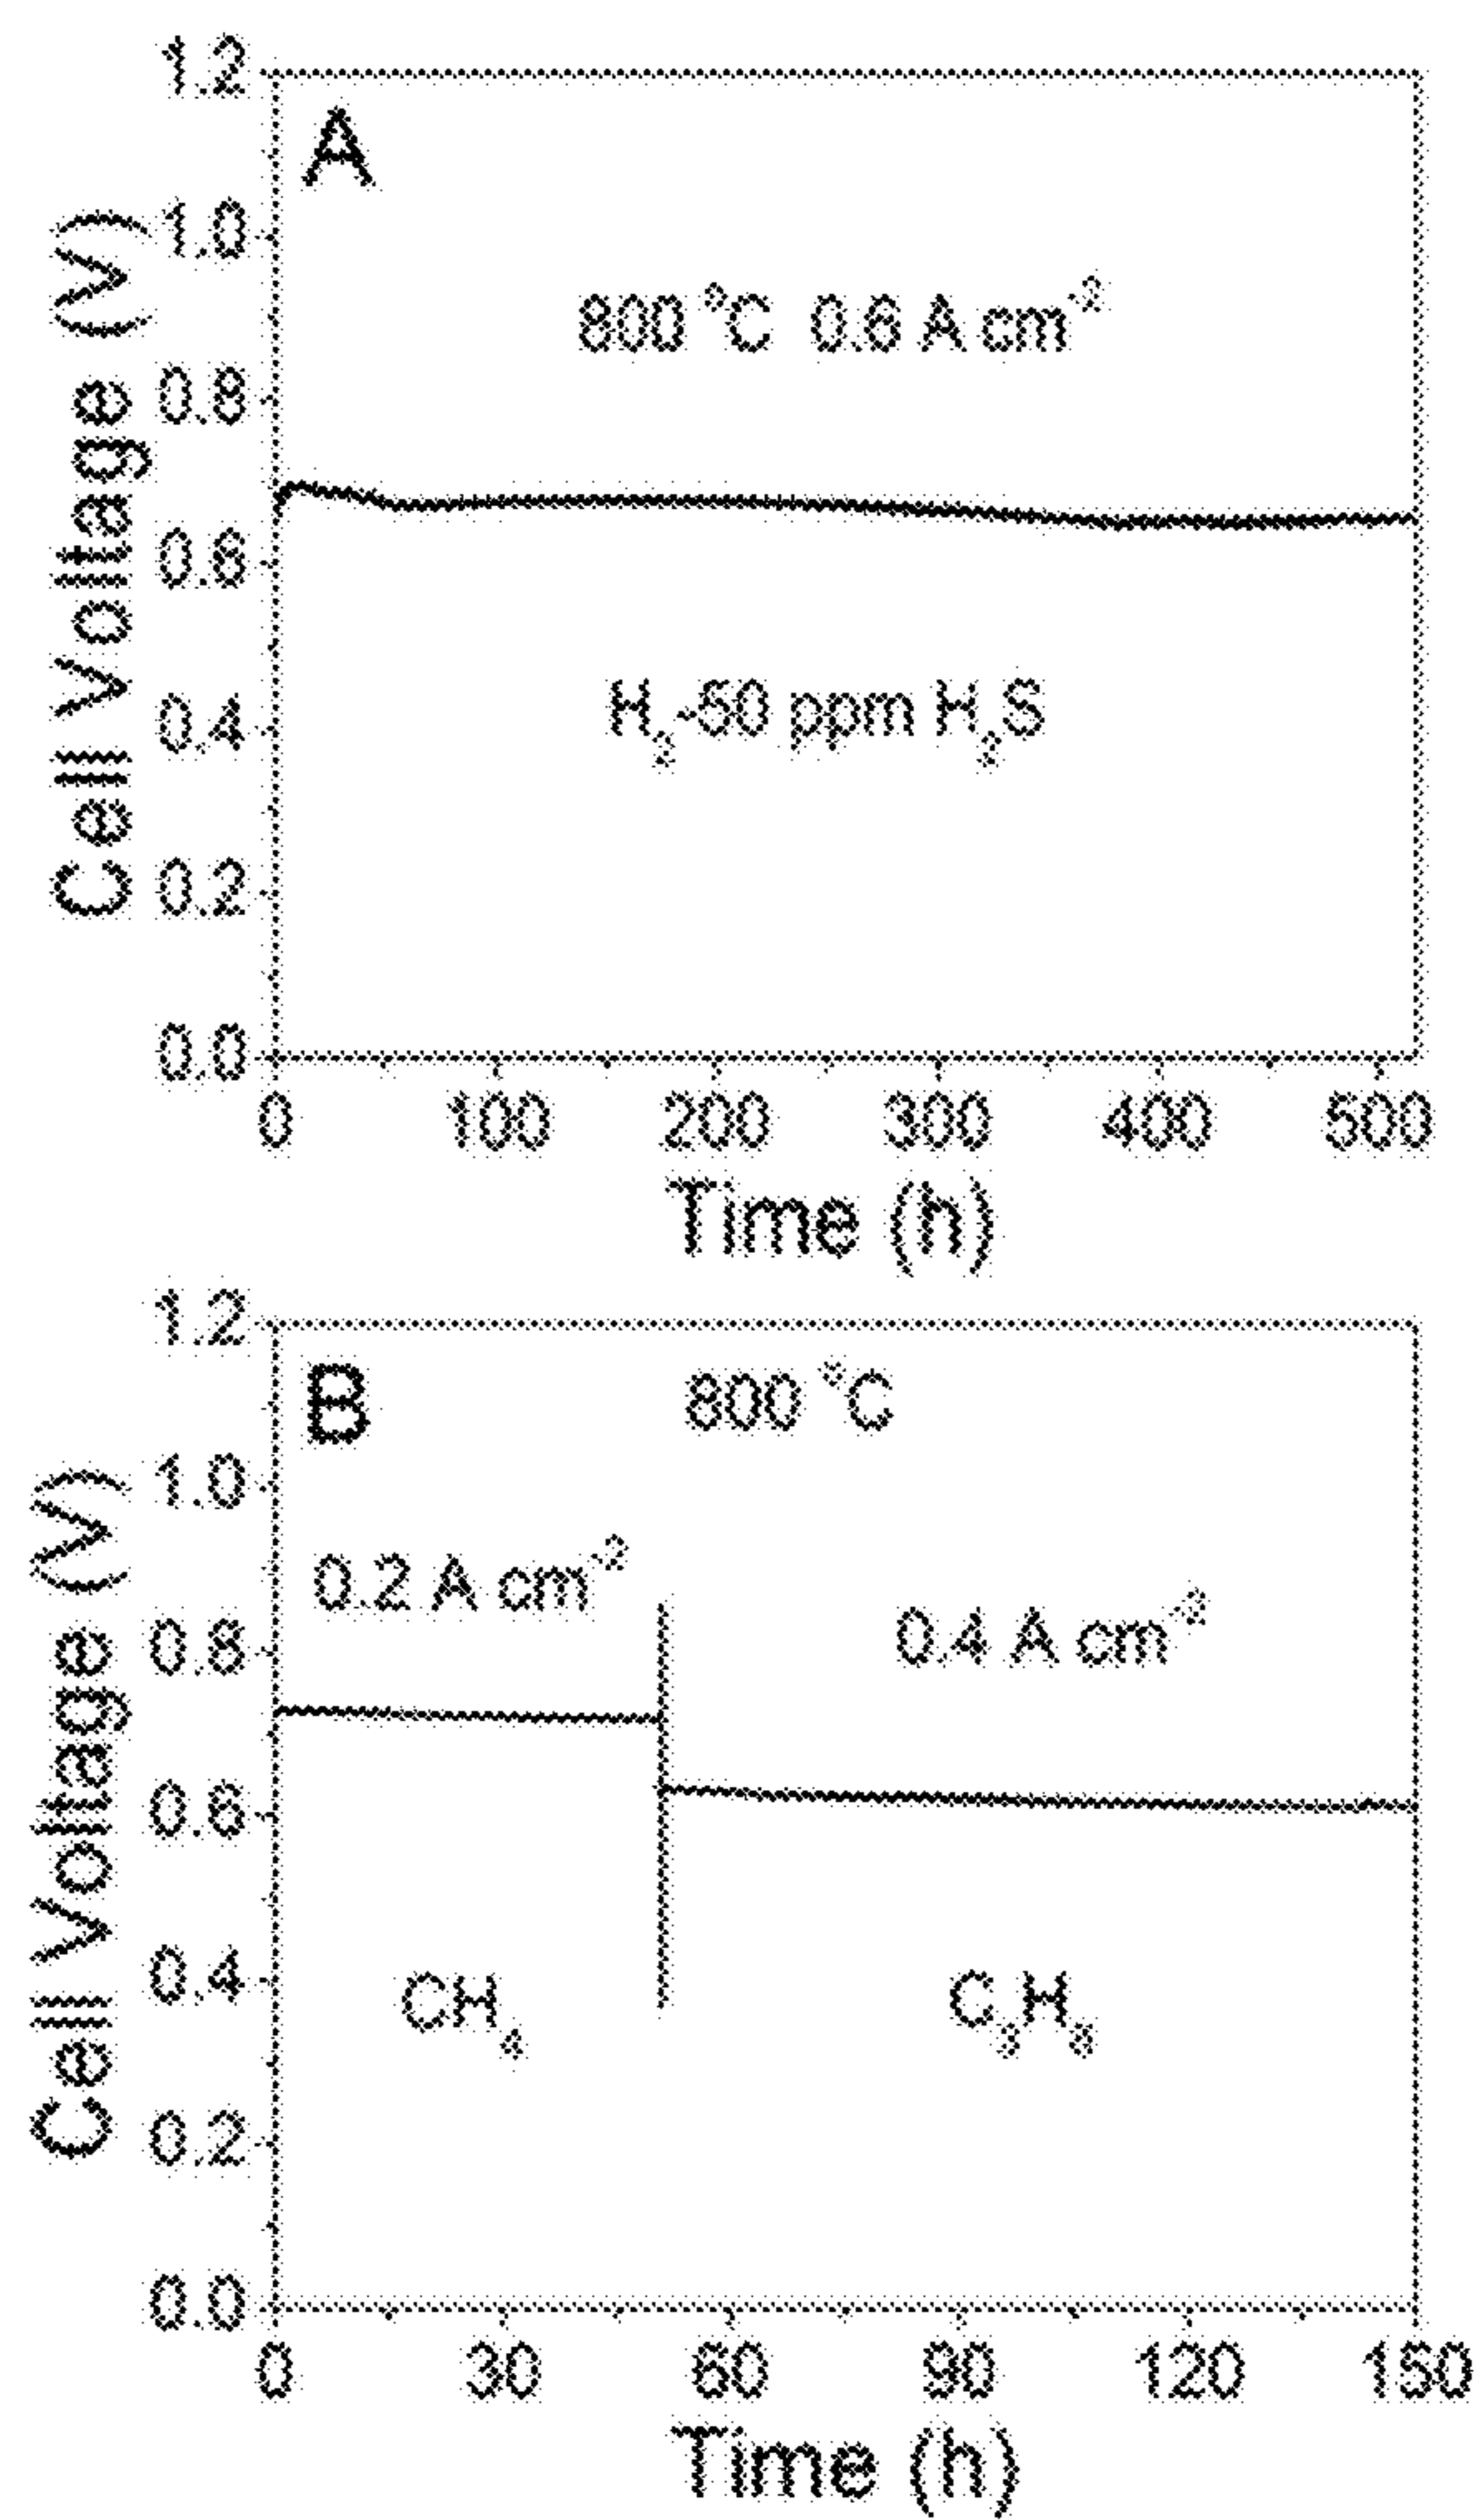 1.2
A
1.0
800 °C 0.6 A cm⁻²
0.8
0.6
H₂-50 ppm H₂S
0.4
0.2
0.0
Cell Voltage (V)
0 100 200 300 400 500
Time (h)
1.2
B 800 °C
1.0
0.2 A cm⁻²
0.4 A cm⁻²
0.8
0.6
0.4
CH₄ C₃H₈
0.2
0.0
Cell Voltage (V)
0 30 60 90 120 150
Time (h)